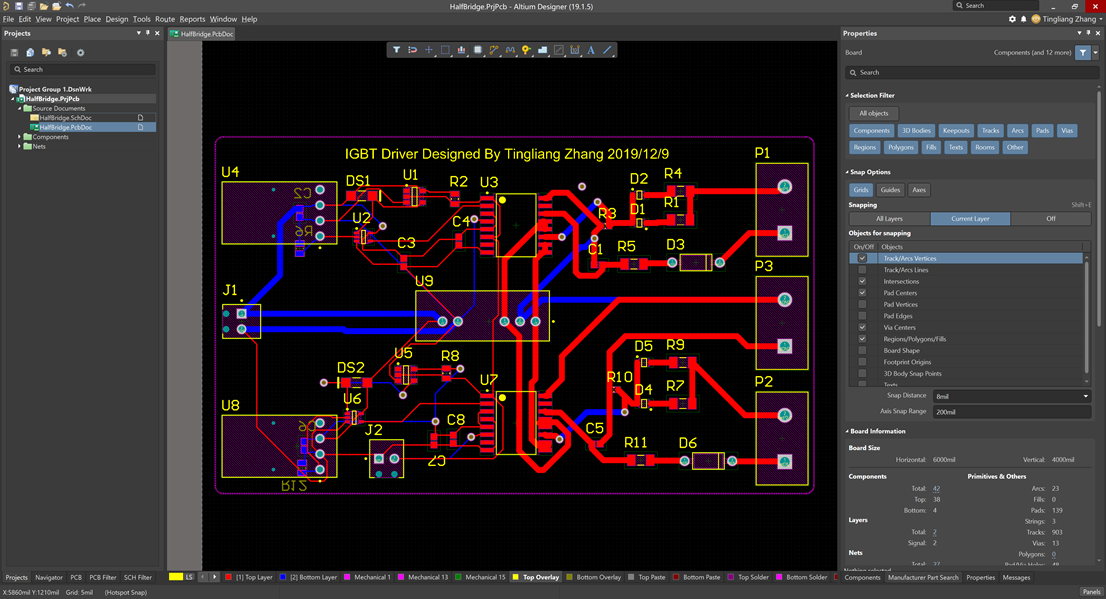 HalfBridge.PrjPcb - Altium Designer (19.1.5)
Search
File Edit View Project Place Design Tools Route Reports Window Help
Tingliang Zhang
Projects
Search
Project Group 1.DsnWrk
HalfBridge.PrjPcb
Source Documents
HalfBridge.SchDoc
HalfBridge.PcbDoc
Components
Nets
HalfBridge.PcbDoc
IGBT Driver Designed By Tingliang Zhang 2019/12/9
P1
U4
DS1
U1
R2
U3
D2
R4
C2
R6
U2
C4
R3
D1
R1
C3
C1
R5
D3
P3
U9
J1
DS2
U5
R8
U7
D5
R9
P2
U8
U6
R10
D4
R7
J2
C8
C5
R11
D6
C7
R12
Properties
Board
Components (and 12 more)
Search
Selection Filter
All objects
Components 3D Bodies Keepouts Tracks Arcs Pads Vias
Regions Polygons Fills Texts Rooms Other
Snap Options
Grids Guides Axes
Snapping
Shift+E
All Layers Current Layer Off
Objects for snapping
On/Off Objects
Track/Arcs Vertices
Track/Arcs Lines
Intersections
Pad Centers
Pad Vertices
Pad Edges
Via Centers
Regions/Polygons/Fills
Board Shape
Footprint Origins
3D Body Snap Points
Texts
Snap Distance 8mil
Axis Snap Range 200mil
Board Information
Board Size
Horizontal: 6000mil Vertical: 4000mil
Components Primitives & Others
Total: 42 Arcs: 23
Top: 38 Fills: 0
Bottom: 4 Pads: 139
Layers Strings: 3
Total: 2 Tracks: 903
Signal: 2 Vias: 13
Nets Polygons: 0
Projects Navigator PCB PCB Filter SCH Filter
LS [1] Top Layer [2] Bottom Layer Mechanical 1 Mechanical 13 Mechanical 15 Top Overlay Bottom Overlay Top Paste Bottom Paste Top Solder Bottom Solder
Components Manufacturer Part Search Properties Messages
X:5860mil Y:1210mil Grid: 5mil (Hotspot Snap)
Panels